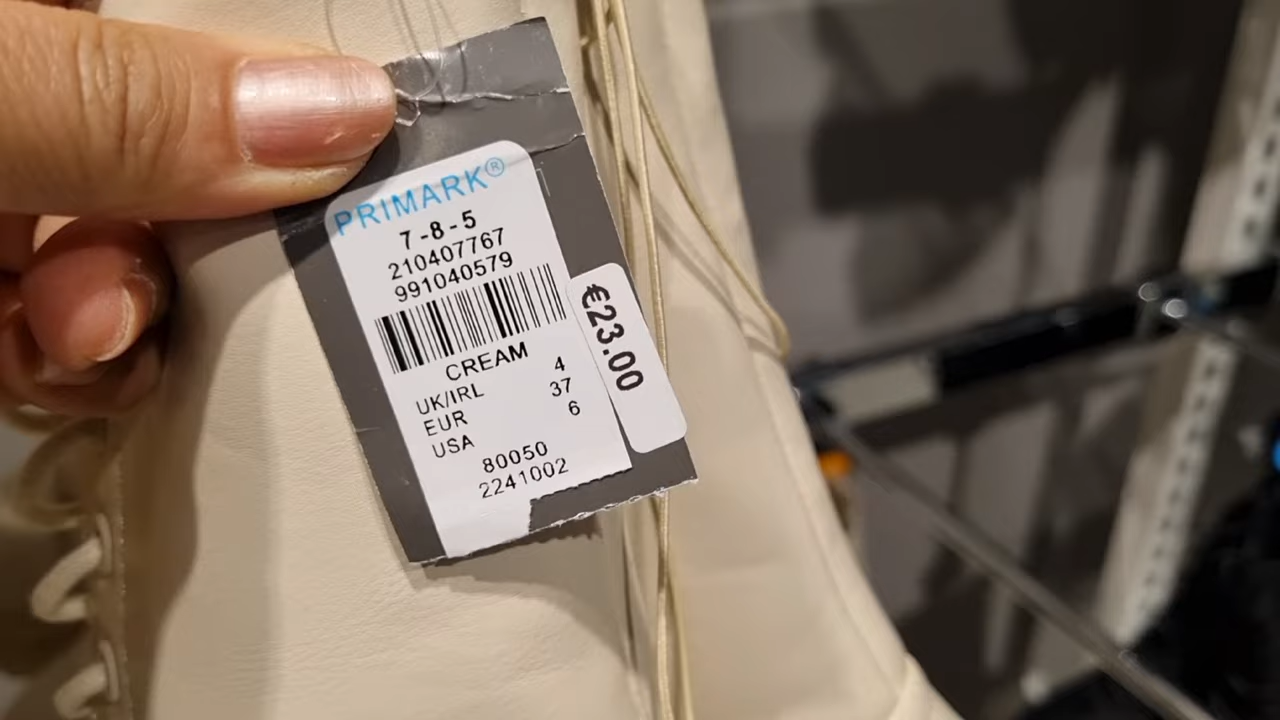 PRIMARK®
7-8-5
210407767
991040579
CREAM
UK/IRL 4
EUR 37
USA 6
80050
2241002
€23.00